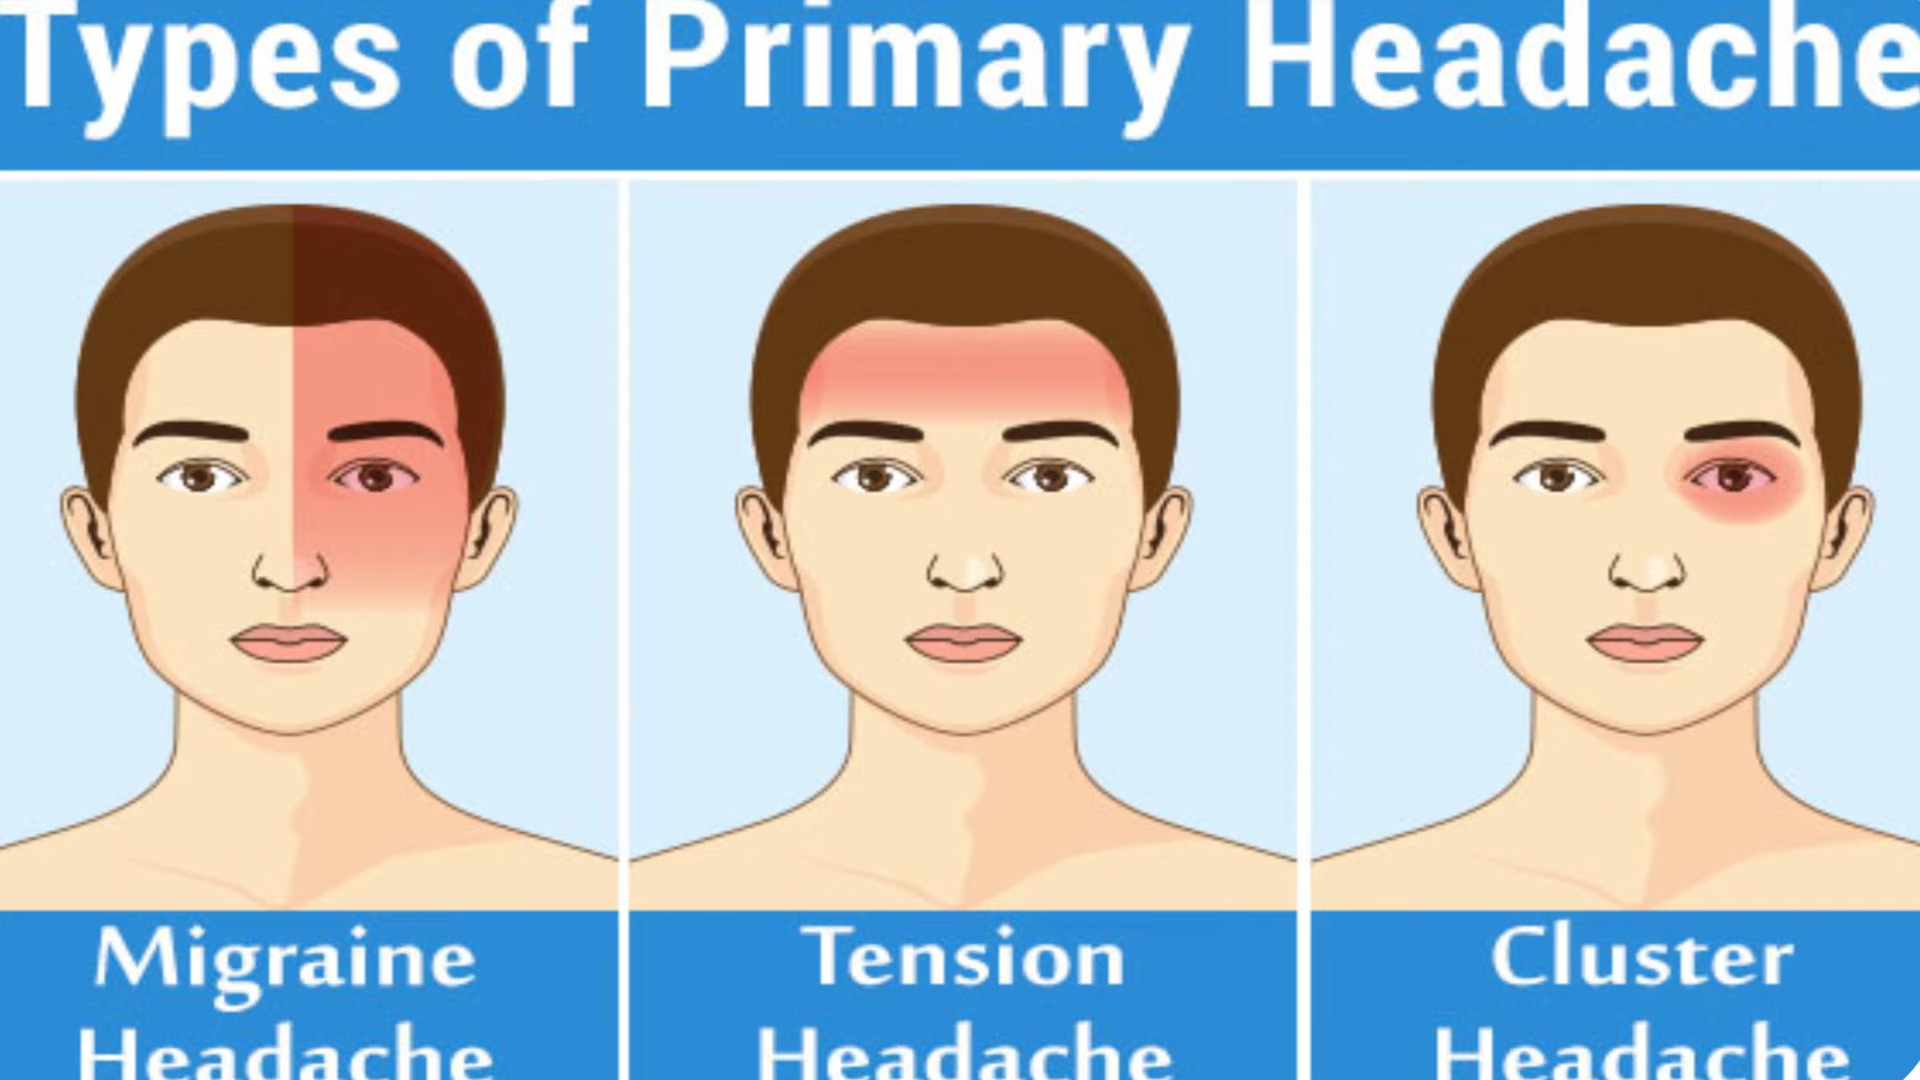 Types of Primary Headache
Migraine
Headache
Tension
Headache
Cluster
Headache